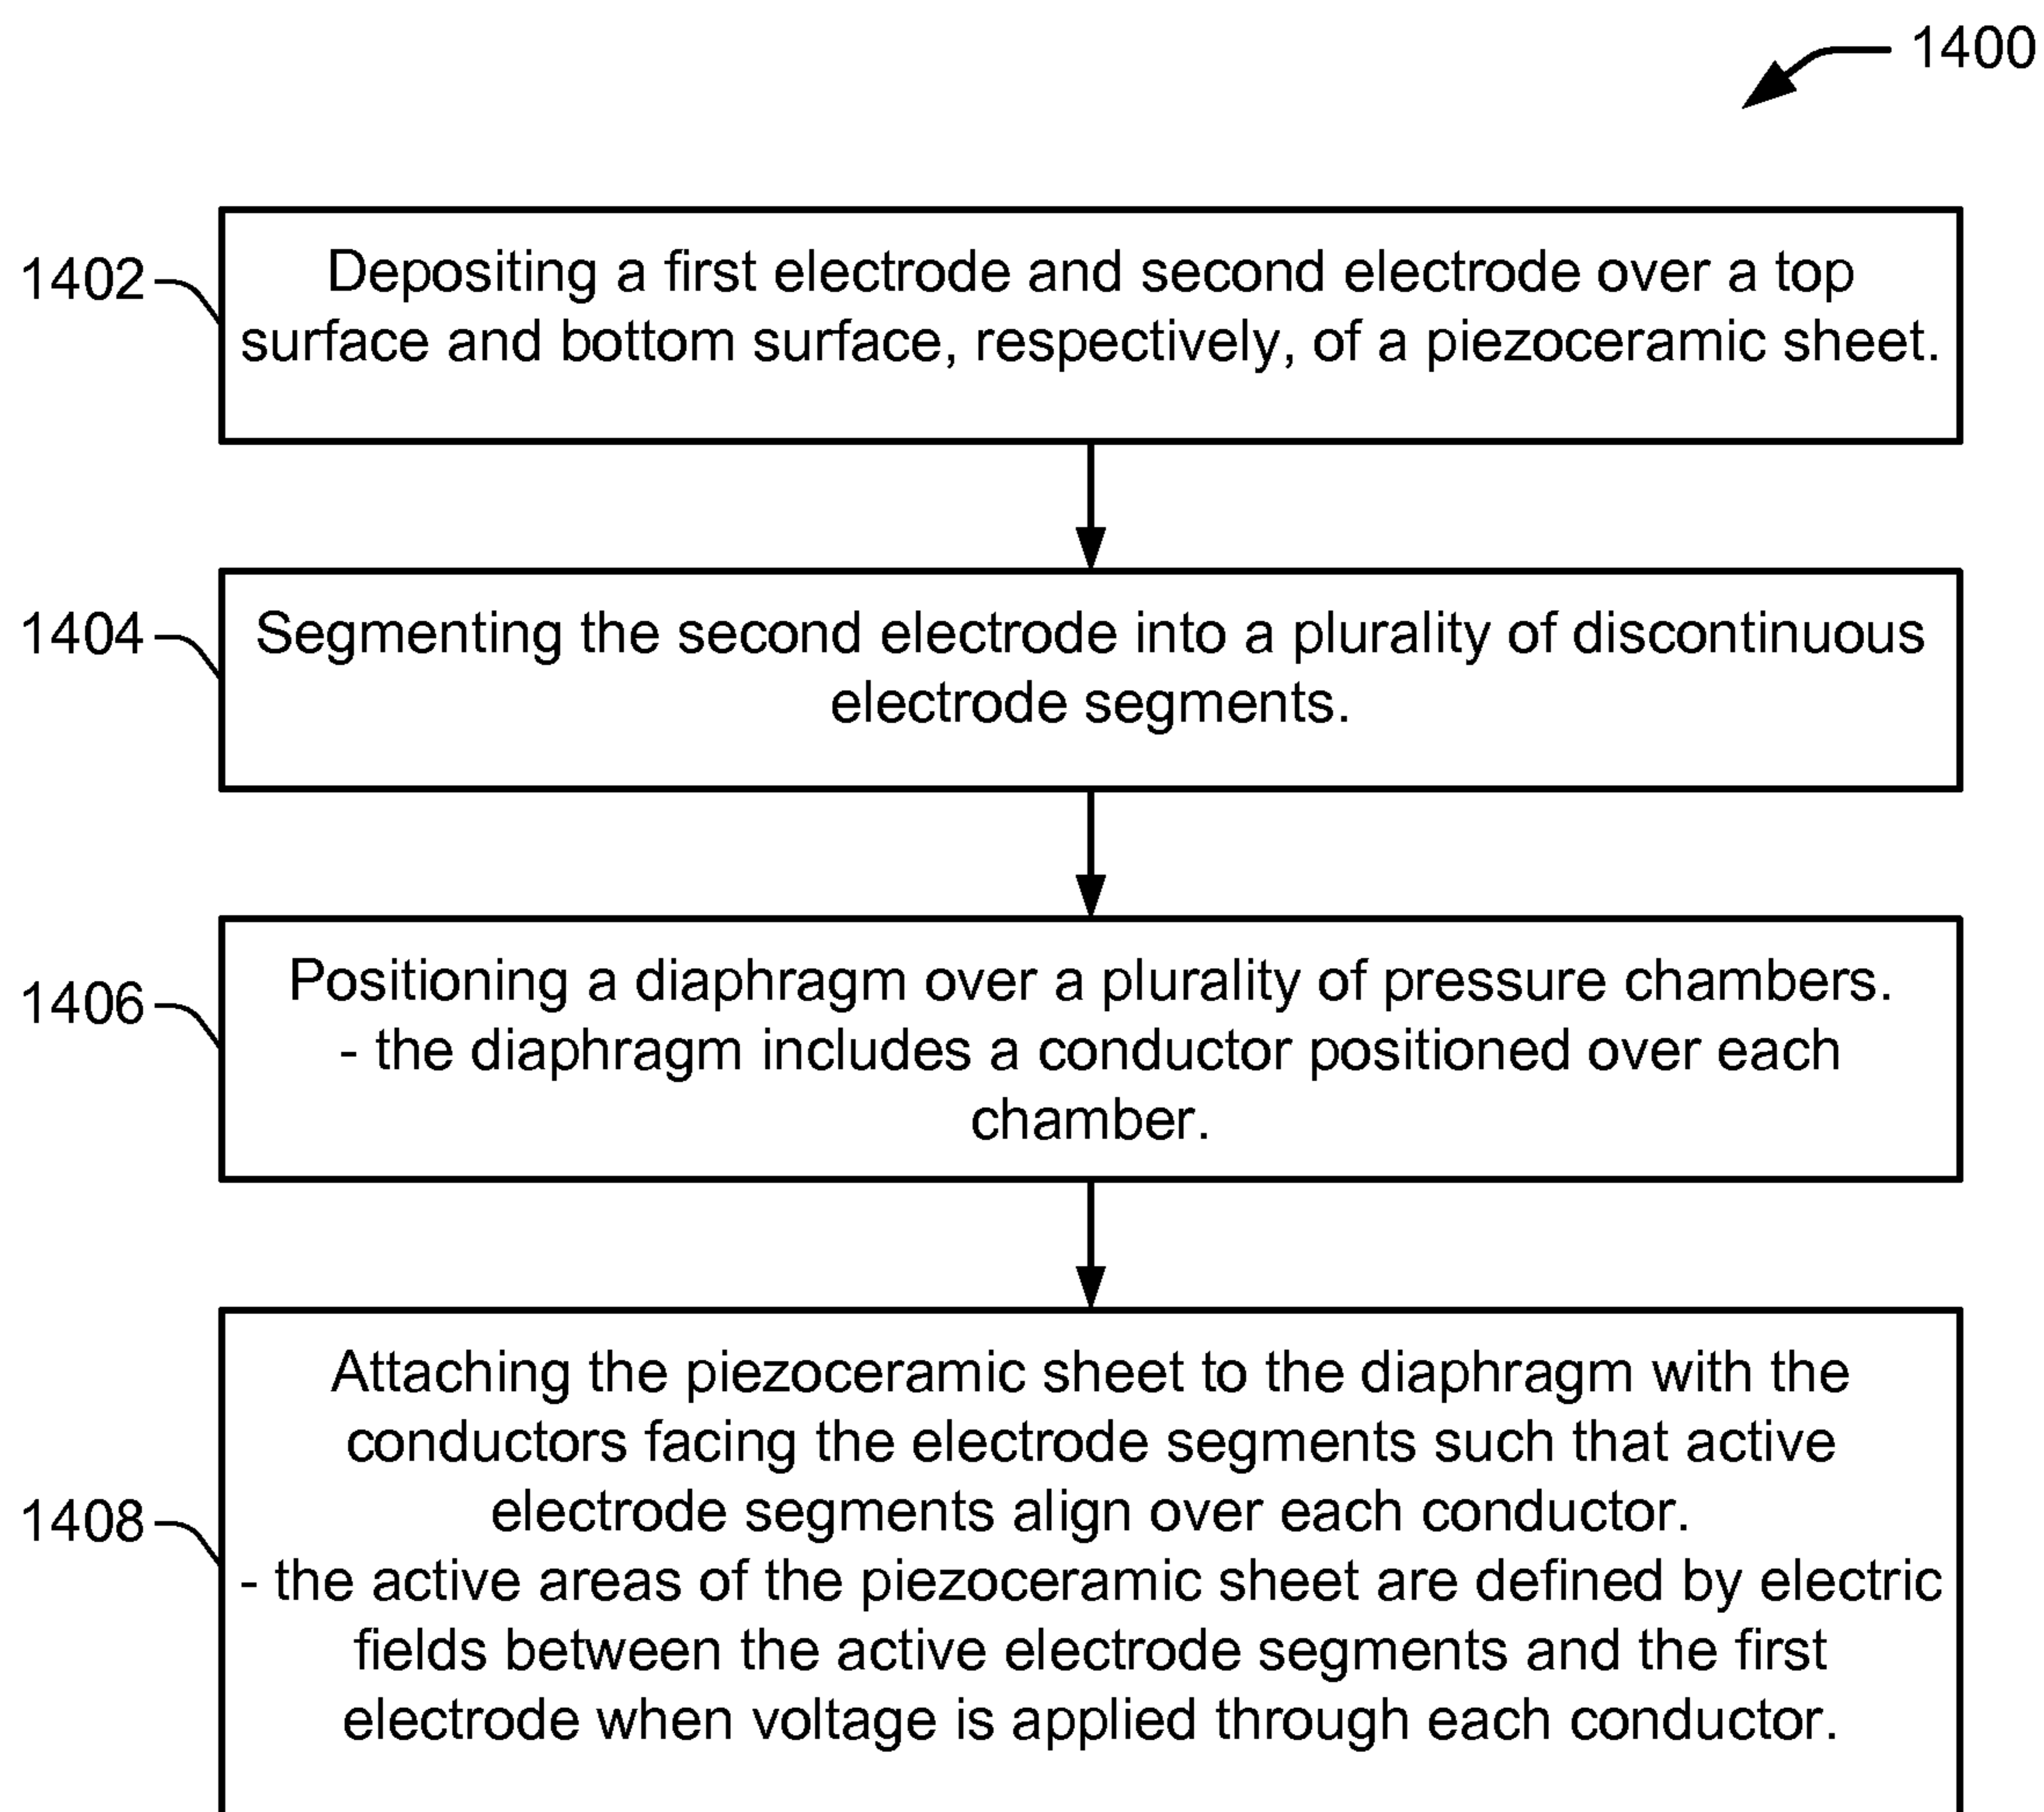 1400
1402
Depositing a first electrode and second electrode over a top
surface and bottom surface, respectively, of a piezoceramic sheet.
1404
Segmenting the second electrode into a plurality of discontinuous
electrode segments.
1406
Positioning a diaphragm over a plurality of pressure chambers.
- the diaphragm includes a conductor positioned over each
chamber.
1408
Attaching the piezoceramic sheet to the diaphragm with the
conductors facing the electrode segments such that active
electrode segments align over each conductor.
- the active areas of the piezoceramic sheet are defined by electric
fields between the active electrode segments and the first
electrode when voltage is applied through each conductor.